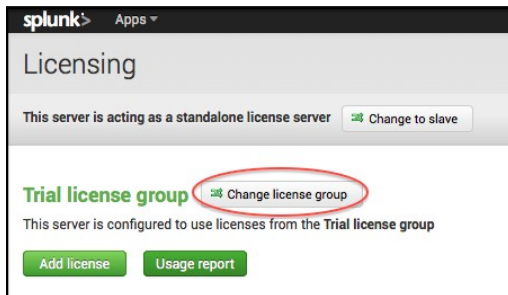 splunk> Apps
Licensing
This server is acting as a standalone license server Change to slave
Trial license group Change license group
This server is configured to use licenses from the Trial license group
Add license Usage report